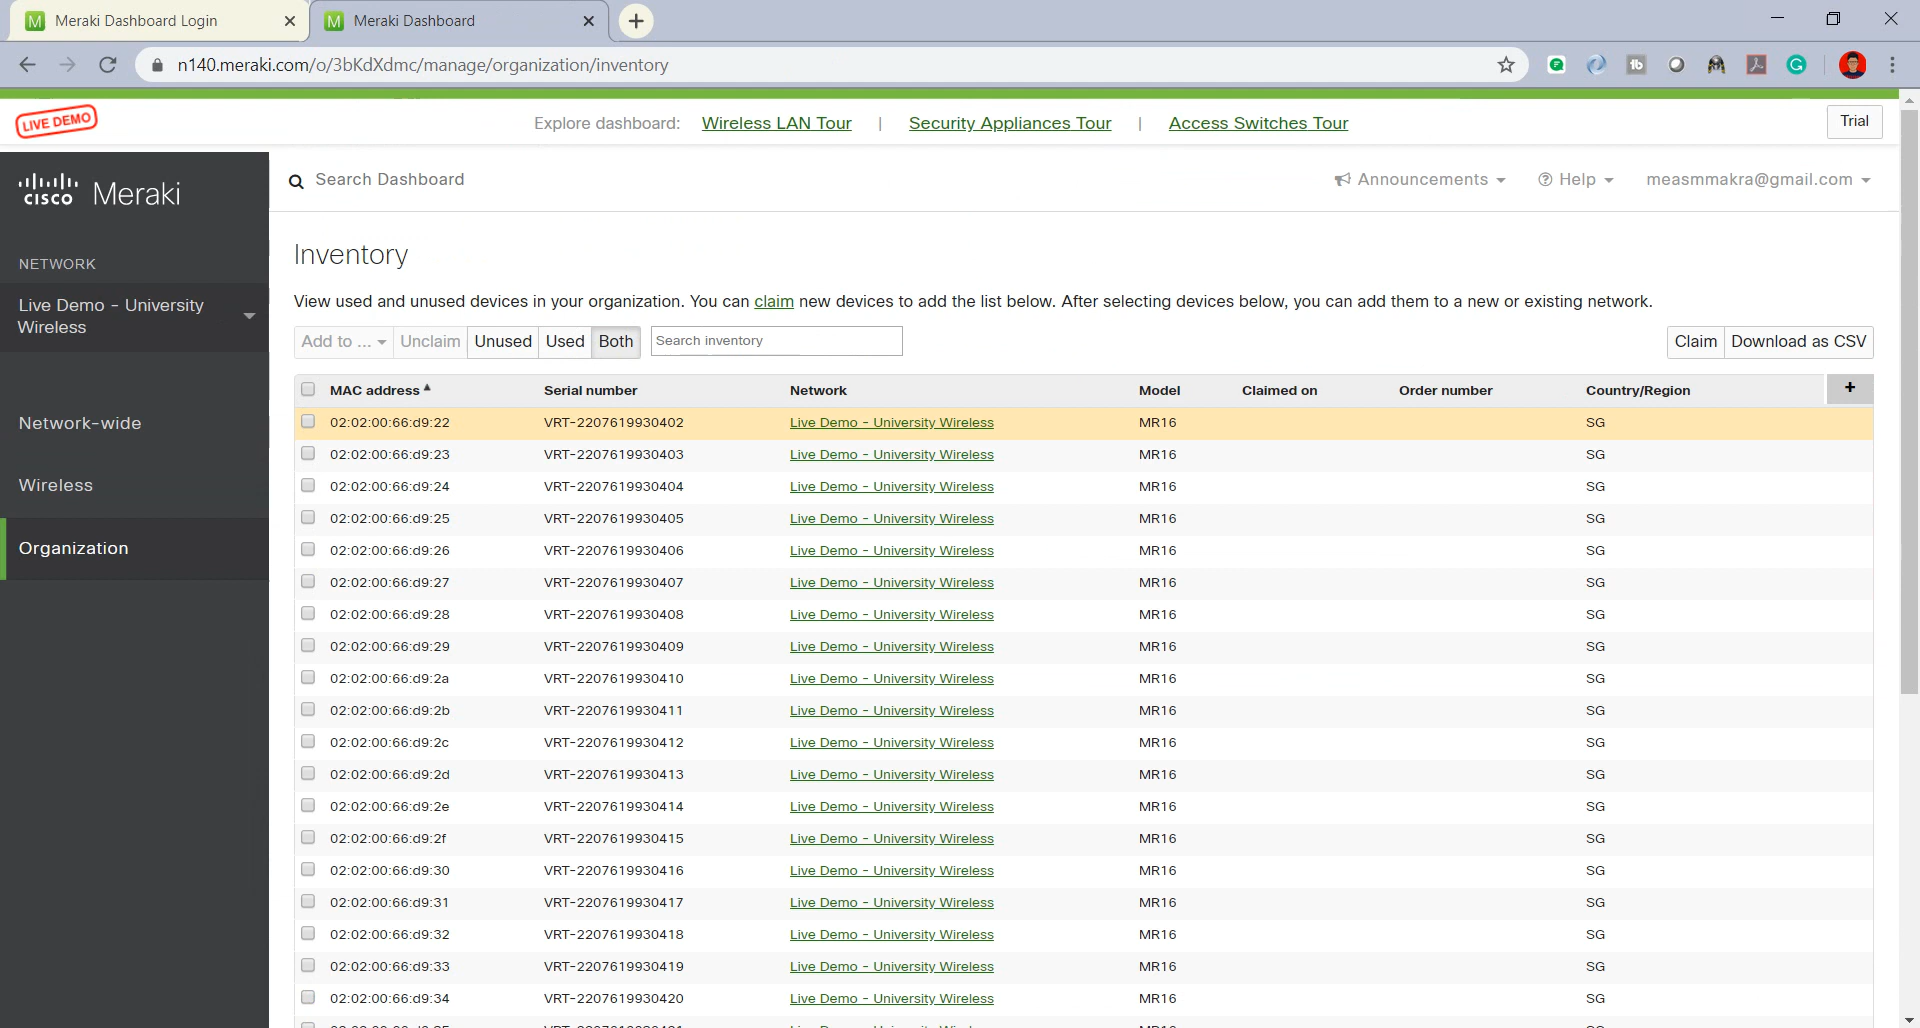 Meraki Dashboard Login
Meraki Dashboard
n140.meraki.com/o/3bKdXdmc/manage/organization/inventory
LIVE DEMO
Explore dashboard: Wireless LAN Tour | Security Appliances Tour | Access Switches Tour
Trial
cisco Meraki
Search Dashboard
Announcements
Help
measmmakra@gmail.com
NETWORK
Live Demo - University
Wireless
Network-wide
Wireless
Organization
Inventory
View used and unused devices in your organization. You can claim new devices to add the list below. After selecting devices below, you can add them to a new or existing network.
Add to ... Unclaim Unused Used Both Search inventory Claim Download as CSV
MAC address Serial number Network Model Claimed on Order number Country/Region +
02:02:00:66:d9:22 VRT-2207619930402 Live Demo - University Wireless MR16 SG
02:02:00:66:d9:23 VRT-2207619930403 Live Demo - University Wireless MR16 SG
02:02:00:66:d9:24 VRT-2207619930404 Live Demo - University Wireless MR16 SG
02:02:00:66:d9:25 VRT-2207619930405 Live Demo - University Wireless MR16 SG
02:02:00:66:d9:26 VRT-2207619930406 Live Demo - University Wireless MR16 SG
02:02:00:66:d9:27 VRT-2207619930407 Live Demo - University Wireless MR16 SG
02:02:00:66:d9:28 VRT-2207619930408 Live Demo - University Wireless MR16 SG
02:02:00:66:d9:29 VRT-2207619930409 Live Demo - University Wireless MR16 SG
02:02:00:66:d9:2a VRT-2207619930410 Live Demo - University Wireless MR16 SG
02:02:00:66:d9:2b VRT-2207619930411 Live Demo - University Wireless MR16 SG
02:02:00:66:d9:2c VRT-2207619930412 Live Demo - University Wireless MR16 SG
02:02:00:66:d9:2d VRT-2207619930413 Live Demo - University Wireless MR16 SG
02:02:00:66:d9:2e VRT-2207619930414 Live Demo - University Wireless MR16 SG
02:02:00:66:d9:2f VRT-2207619930415 Live Demo - University Wireless MR16 SG
02:02:00:66:d9:30 VRT-2207619930416 Live Demo - University Wireless MR16 SG
02:02:00:66:d9:31 VRT-2207619930417 Live Demo - University Wireless MR16 SG
02:02:00:66:d9:32 VRT-2207619930418 Live Demo - University Wireless MR16 SG
02:02:00:66:d9:33 VRT-2207619930419 Live Demo - University Wireless MR16 SG
02:02:00:66:d9:34 VRT-2207619930420 Live Demo - University Wireless MR16 SG